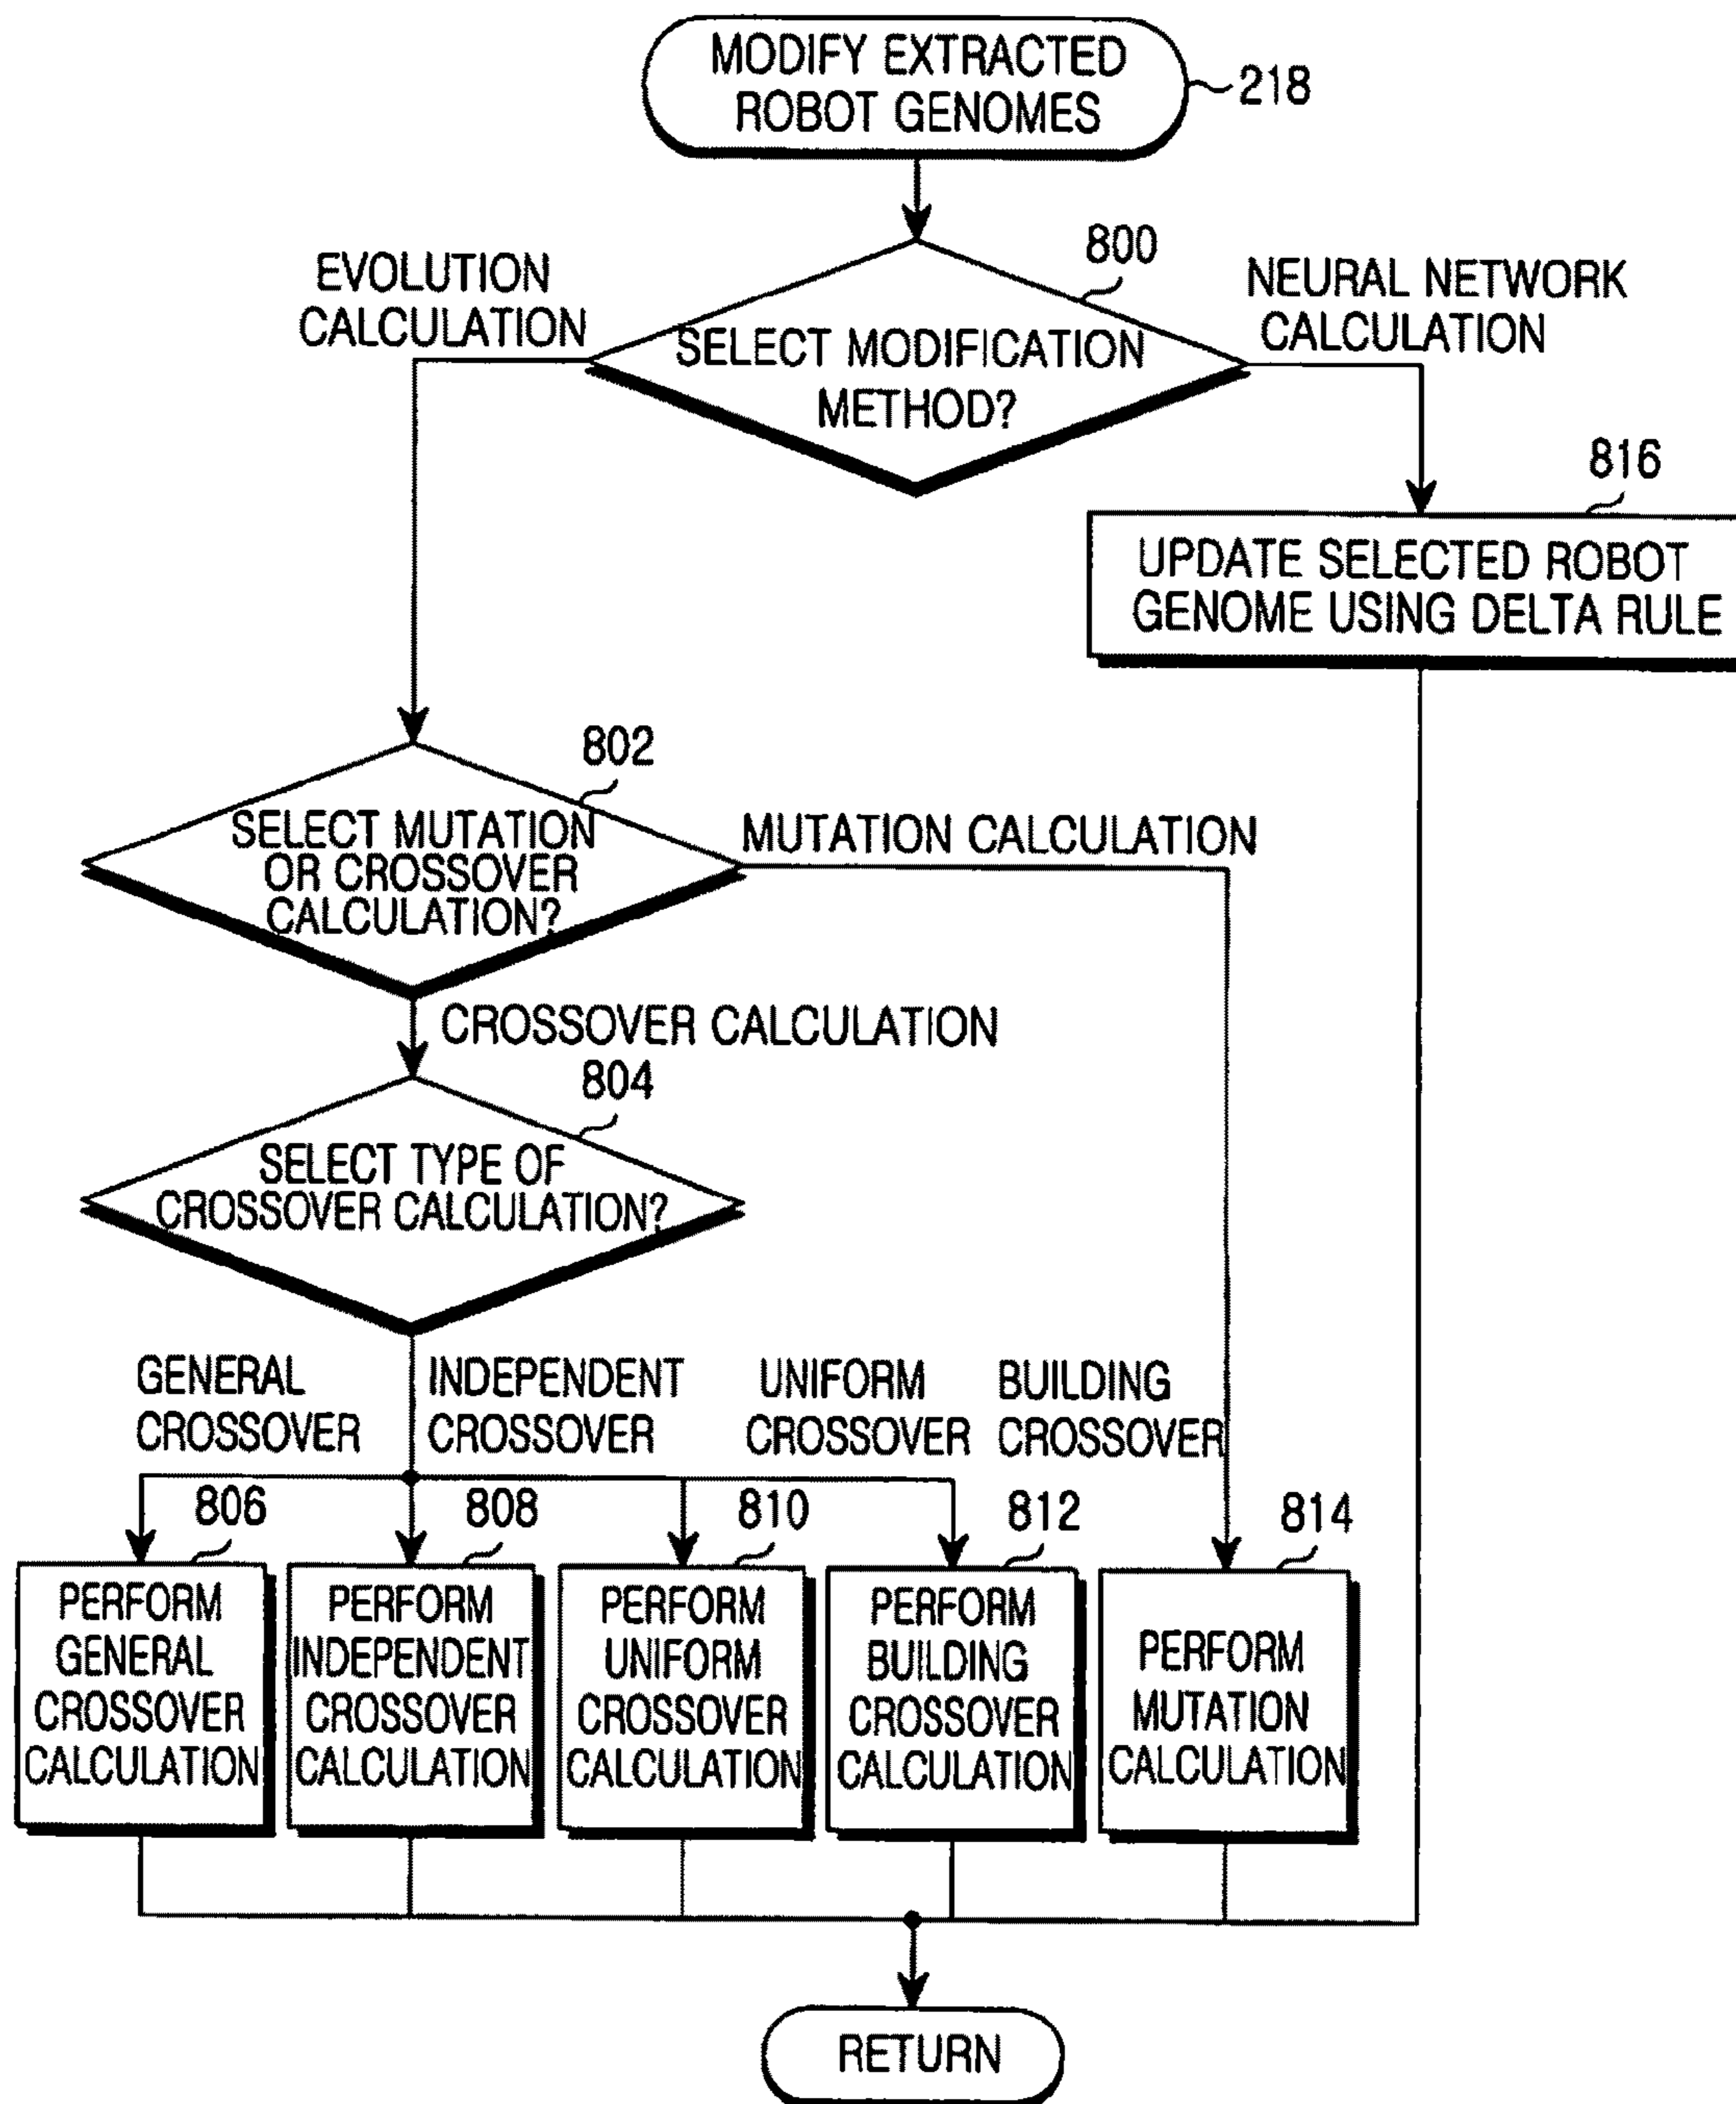 MODIFY EXTRACTED
ROBOT GENOMES
218
800
EVOLUTION
CALCULATION
NEURAL NETWORK
CALCULATION
SELECT MODIFICATION
METHOD?
816
UPDATE SELECTED ROBOT
GENOME USING DELTA RULE
802
SELECT MUTATION
OR CROSSOVER
CALCULATION?
MUTATION CALCULATION
CROSSOVER CALCULATION
804
SELECT TYPE OF
CROSSOVER CALCULATION?
GENERAL
CROSSOVER
INDEPENDENT
CROSSOVER
UNIFORM
CROSSOVER
BUILDING
CROSSOVER
806
808
810
812
814
PERFORM
GENERAL
CROSSOVER
CALCULATION
PERFORM
INDEPENDENT
CROSSOVER
CALCULATION
PERFORM
UNIFORM
CROSSOVER
CALCULATION
PERFORM
BUILDING
CROSSOVER
CALCULATION
PERFORM
MUTATION
CALCULATION
RETURN